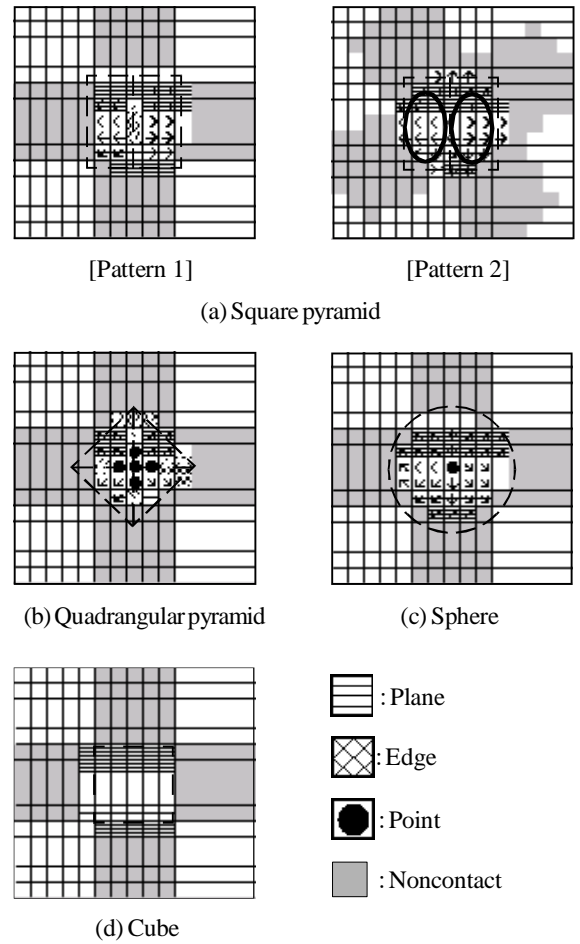 [Pattern 1]
[Pattern 2]
(a) Square pyramid
(b) Quadrangular pyramid
(c) Sphere
: Plane
: Edge
: Point
: Noncontact
(d) Cube